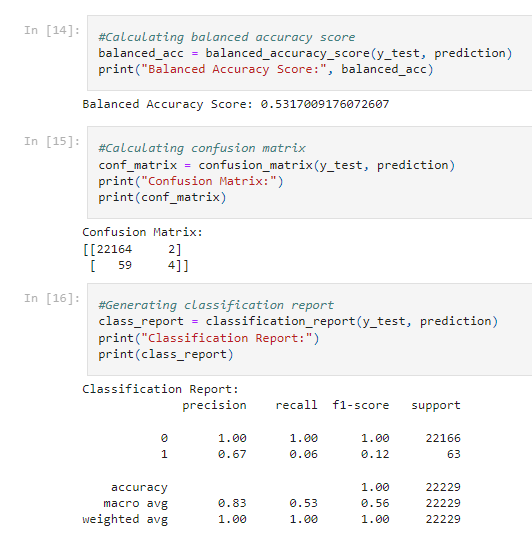 In [14]:
#Calculating balanced accuracy score
balanced_acc = balanced_accuracy_score(y_test, prediction)
print("Balanced Accuracy Score:", balanced_acc)
Balanced Accuracy Score: 0.5317009176072607
In [15]:
#Calculating confusion matrix
conf_matrix = confusion_matrix(y_test, prediction)
print("Confusion Matrix:")
print(conf_matrix)
Confusion Matrix:
[[22164     2]
 [   59     4]]
In [16]:
#Generating classification report
class_report = classification_report(y_test, prediction)
print("Classification Report:")
print(class_report)
Classification Report:
              precision    recall  f1-score   support

           0       1.00      1.00      1.00     22166
           1       0.67      0.06      0.12        63

    accuracy                           1.00     22229
   macro avg       0.83      0.53      0.56     22229
weighted avg       1.00      1.00      1.00     22229